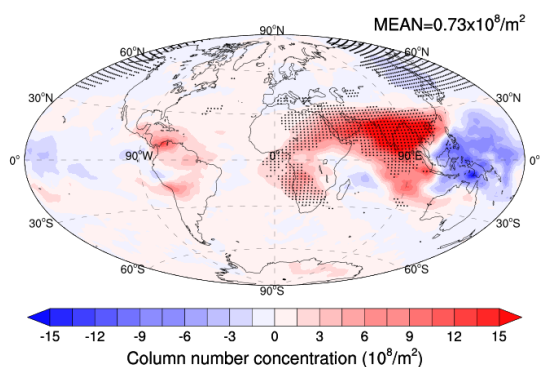 MEAN=0.73x10⁸/m²
90°N
60°N 60°N
30°N 30°N
0° 90°W 0° 90°E 0°
30°S 30°S
60°S 60°S
90°S
-15 -12 -9 -6 -3 0 3 6 9 12 15
Column number concentration (10⁸/m²)